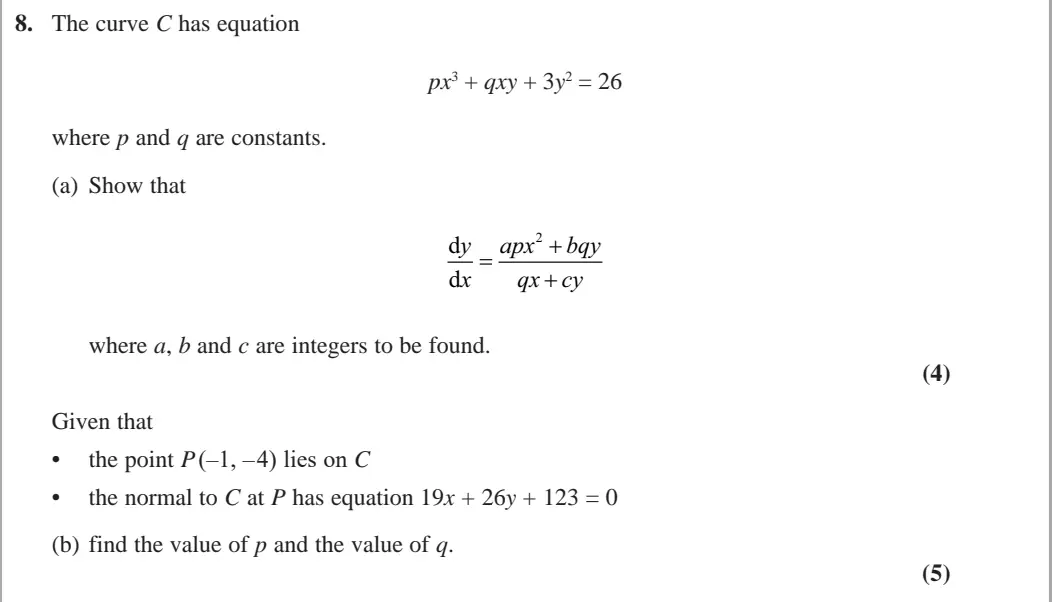 8. The curve C has equation
px³ + qxy + 3y² = 26
where p and q are constants.
(a) Show that
dy/dx = (apx² + bqy)/(qx + cy)
where a, b and c are integers to be found.
(4)
Given that
• the point P(–1, –4) lies on C
• the normal to C at P has equation 19x + 26y + 123 = 0
(b) find the value of p and the value of q.
(5)